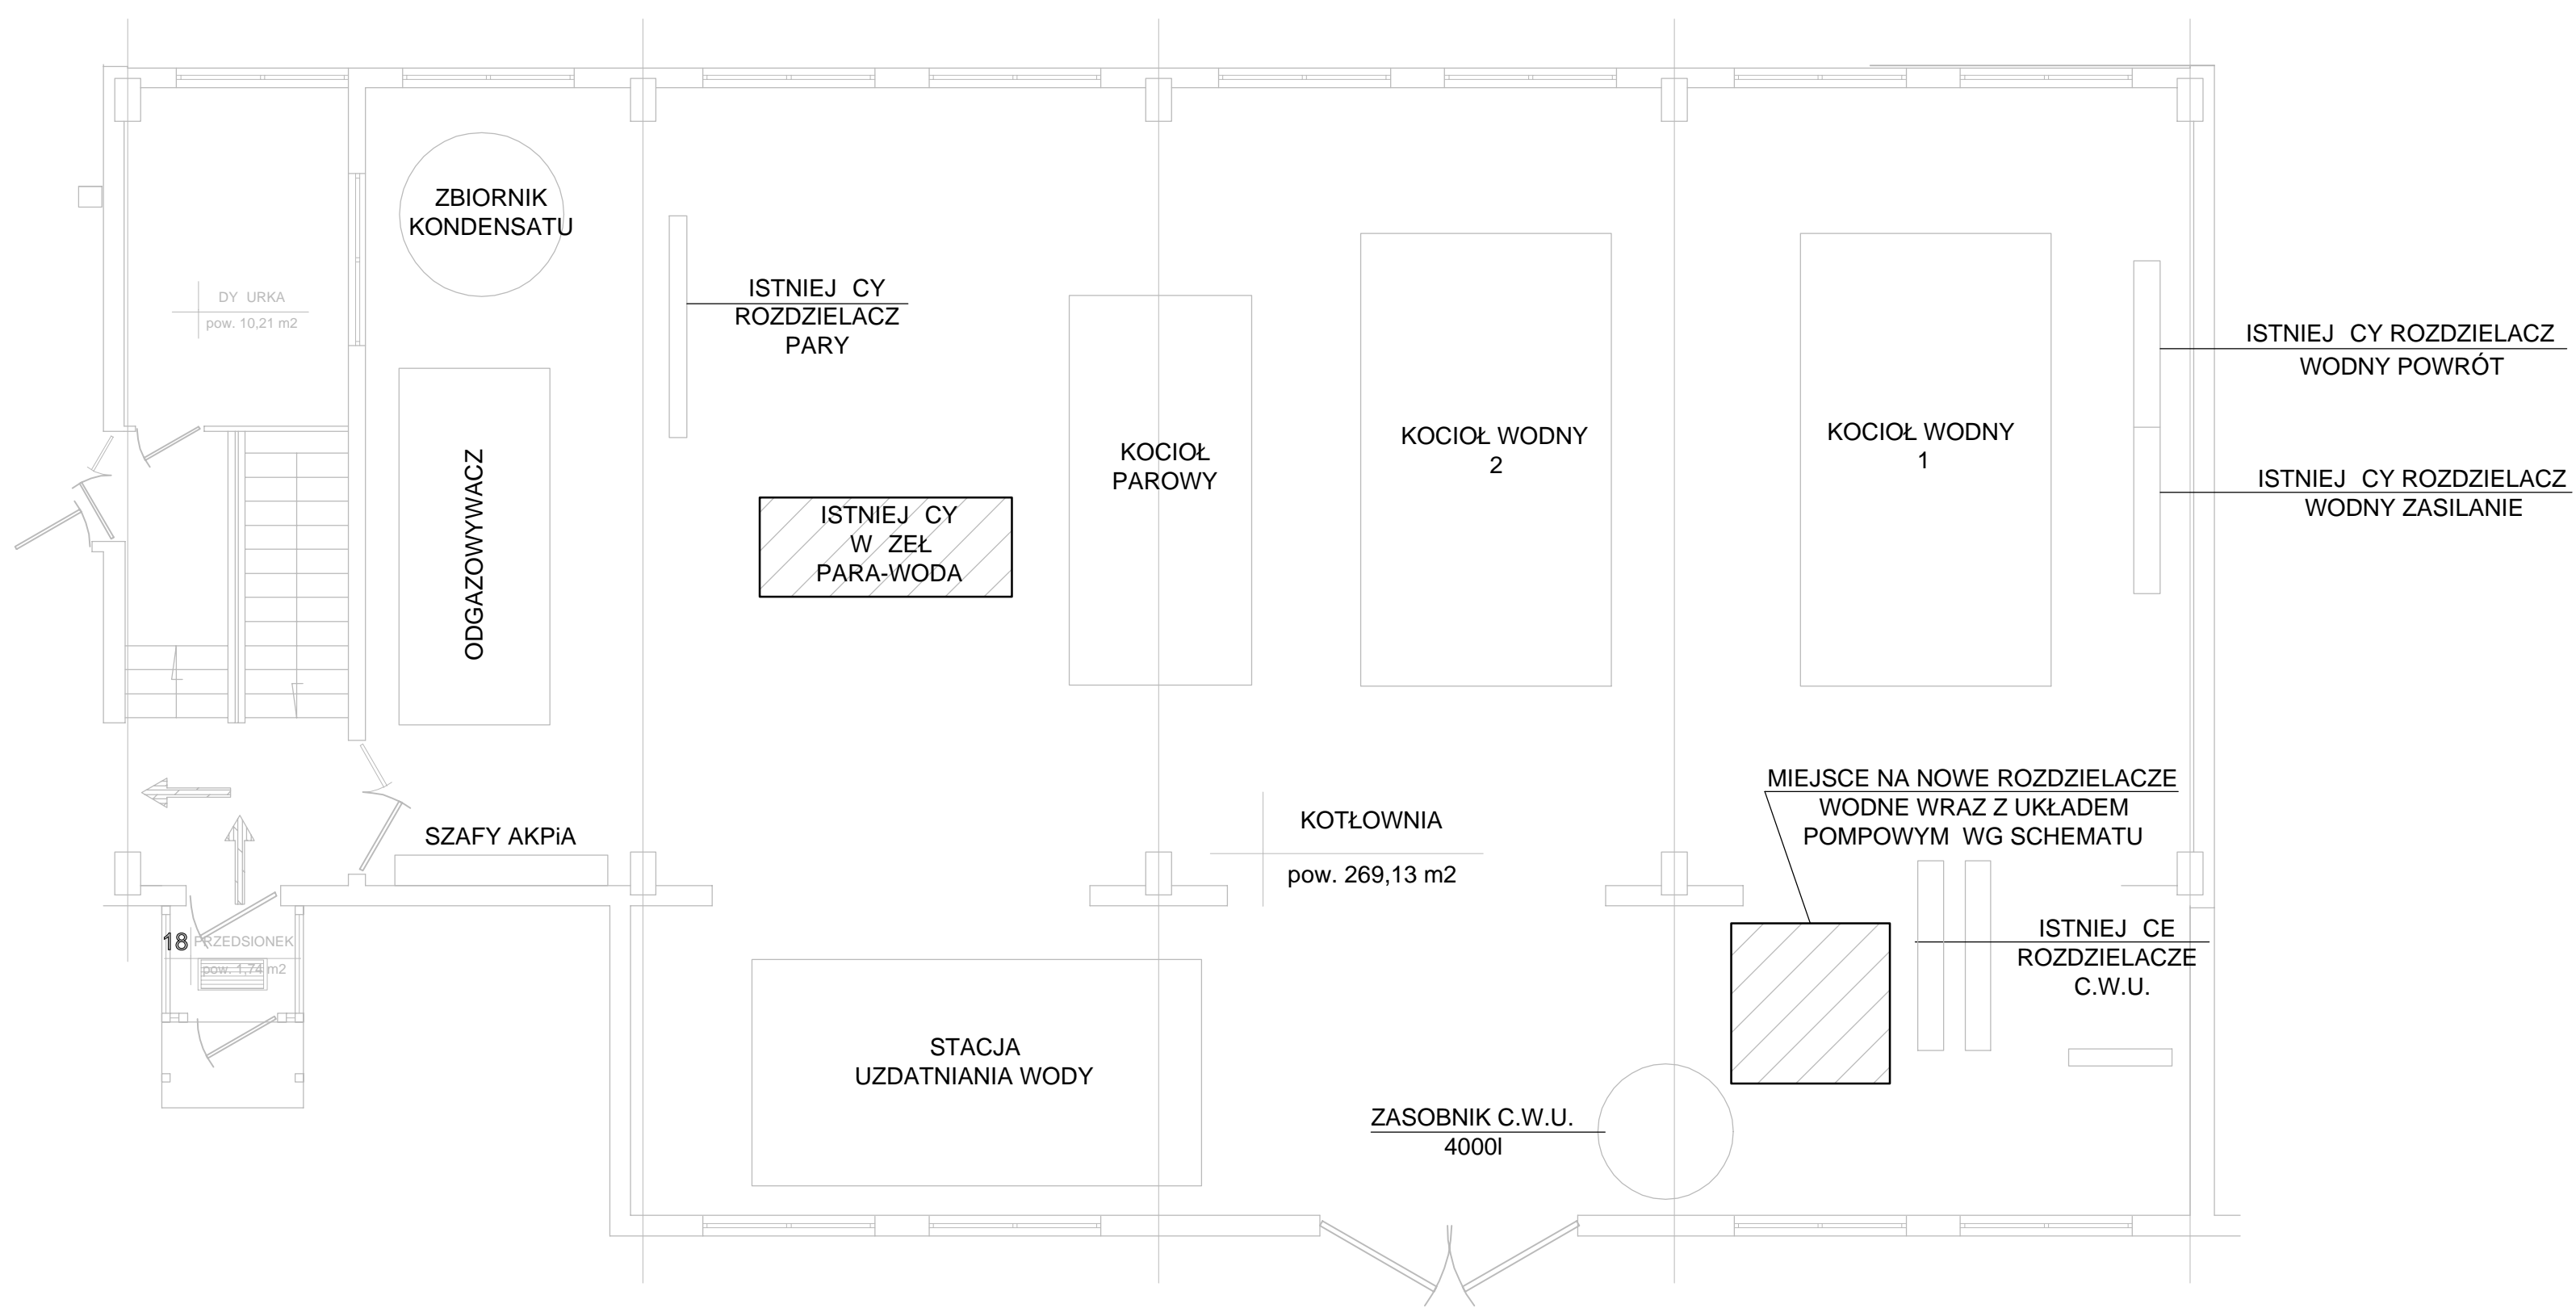 ZBIORNIK
KONDENSATU
DY URKA
pow. 10,21 m2
ISTNIEJ CY
ROZDZIELACZ
PARY
ODGAZOWYWACZ
ISTNIEJ CY
W ZEŁ
PARA-WODA
KOCIOŁ
PAROWY
KOCIOŁ WODNY
2
KOCIOŁ WODNY
1
ISTNIEJ CY ROZDZIELACZ
WODNY POWRÓT
ISTNIEJ CY ROZDZIELACZ
WODNY ZASILANIE
SZAFY AKPiA
KOTŁOWNIA
pow. 269,13 m2
MIEJSCE NA NOWE ROZDZIELACZE
WODNE WRAZ Z UKŁADEM
POMPOWYM WG SCHEMATU
18 PRZEDSIONEK
pow. 1,74 m2
ISTNIEJ CE
ROZDZIELACZE
C.W.U.
STACJA
UZDATNIANIA WODY
ZASOBNIK C.W.U.
4000l